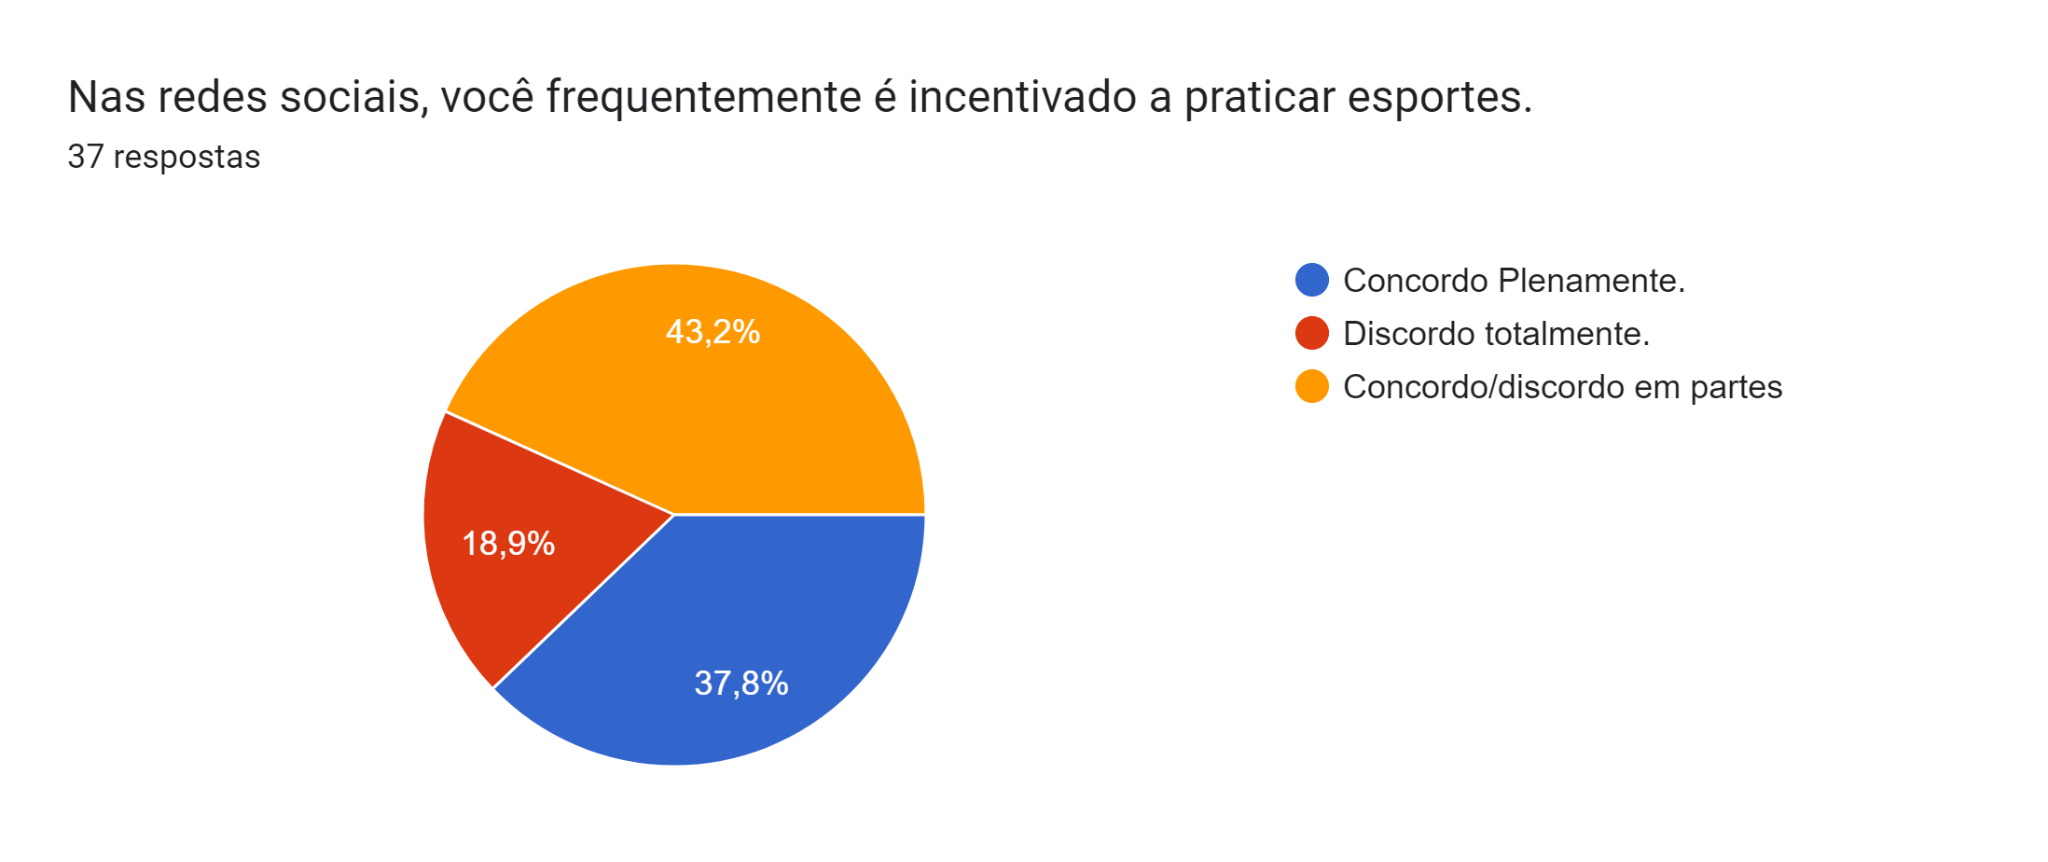 Nas redes sociais, você frequentemente é incentivado a praticar esportes.
37 respostas
43,2%
18,9%
37,8%
Concordo Plenamente.
Discordo totalmente.
Concordo/discordo em partes